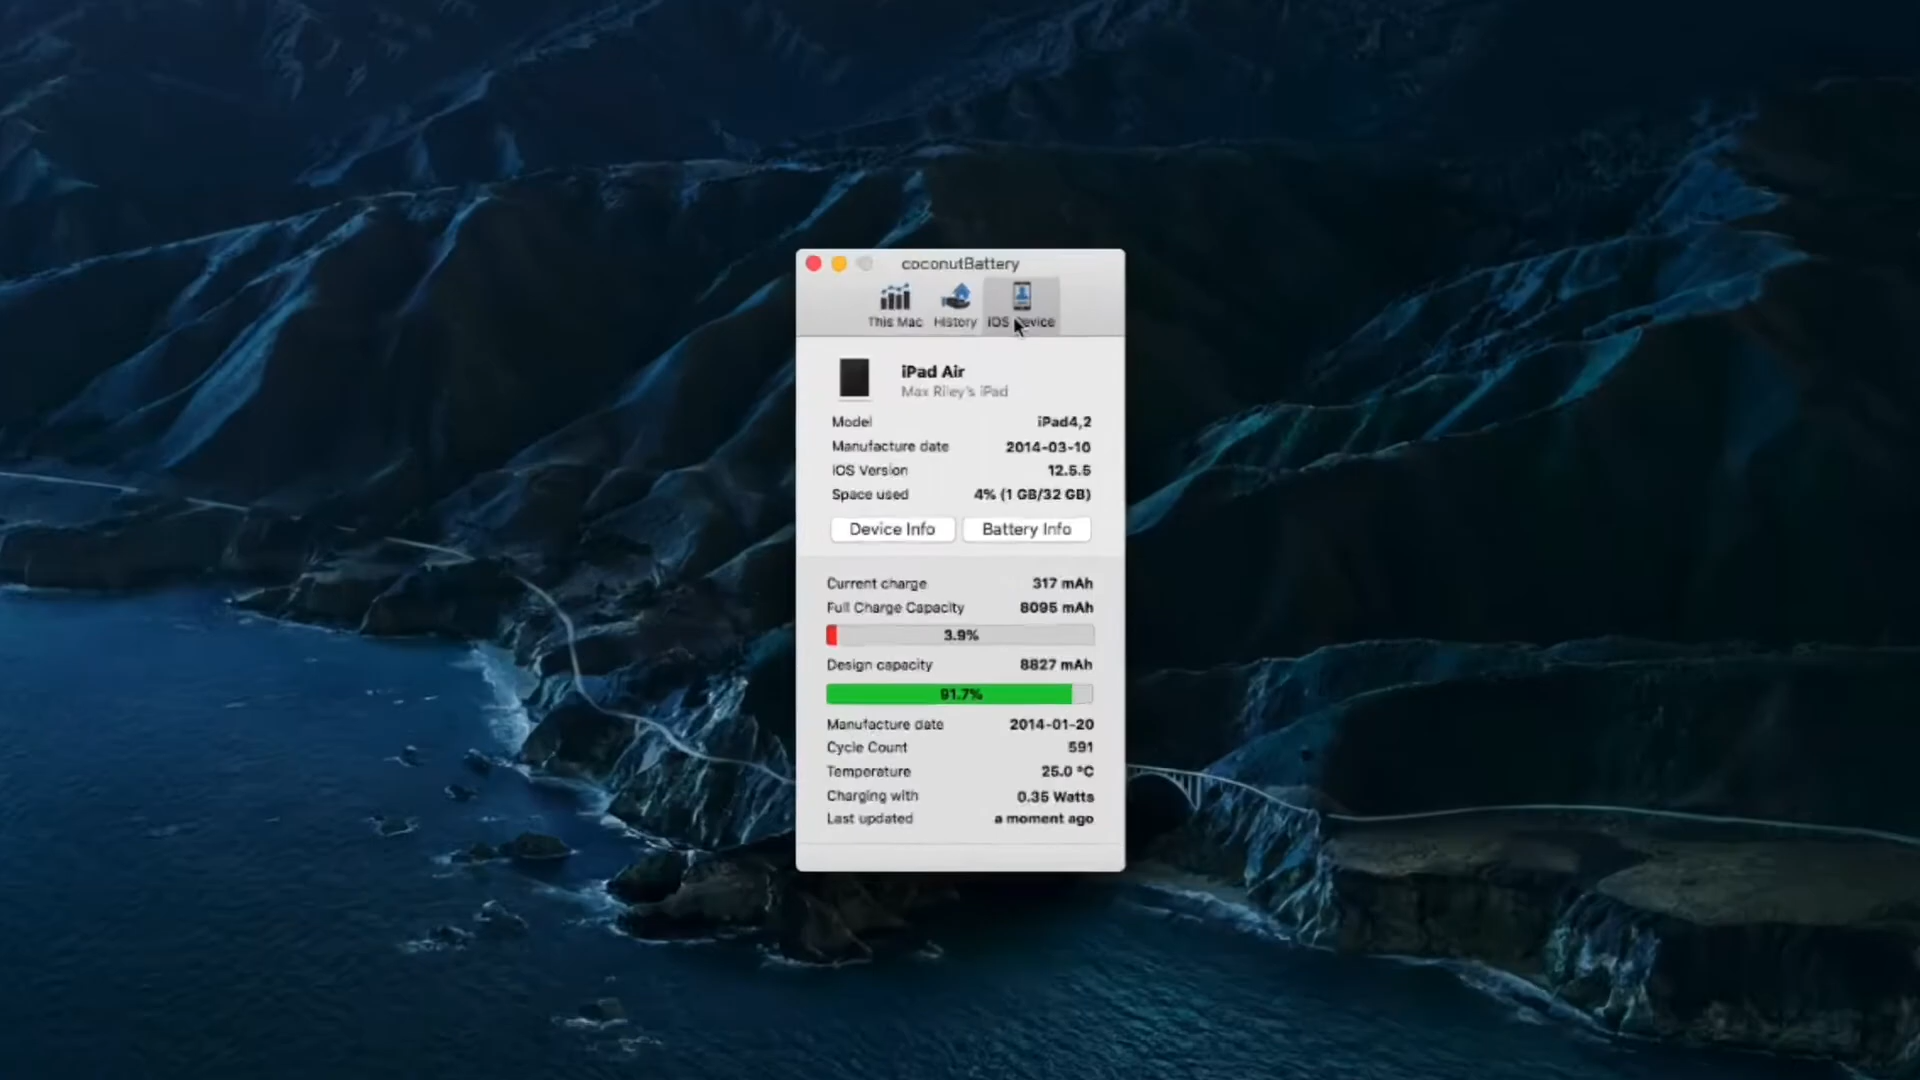 coconutBattery
This Mac History iOS Device
iPad Air
Max Riley's iPad
Model iPad4,2
Manufacture date 2014-03-10
iOS Version 12.5.5
Space used 4% (1 GB/32 GB)
Device Info Battery Info
Current charge 317 mAh
Full Charge Capacity 8095 mAh
3.9%
Design capacity 8827 mAh
91.7%
Manufacture date 2014-01-20
Cycle Count 591
Temperature 25.0 °C
Charging with 0.35 Watts
Last updated a moment ago